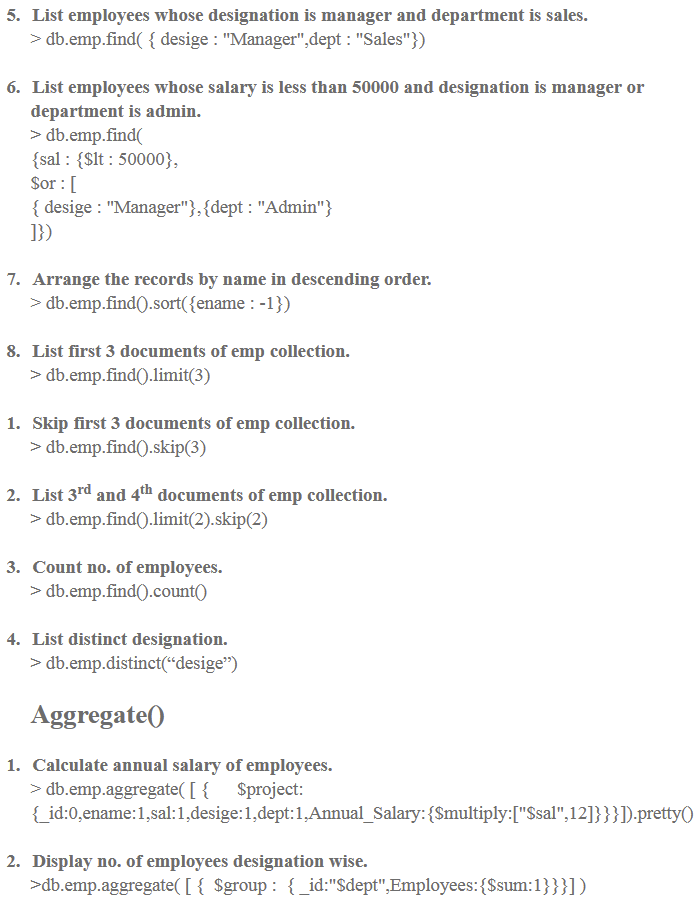 5. List employees whose designation is manager and department is sales.
> db.emp.find( { desige : "Manager",dept : "Sales"})
6. List employees whose salary is less than 50000 and designation is manager or
department is admin.
> db.emp.find(
{sal : {$lt : 50000},
$or : [
{ desige : "Manager"},{dept : "Admin"}
]})
7. Arrange the records by name in descending order.
> db.emp.find().sort({ename : -1})
8. List first 3 documents of emp collection.
> db.emp.find().limit(3)
1. Skip first 3 documents of emp collection.
> db.emp.find().skip(3)
2. List 3rd and 4th documents of emp collection.
> db.emp.find().limit(2).skip(2)
3. Count no. of employees.
> db.emp.find().count()
4. List distinct designation.
> db.emp.distinct(“desige”)
Aggregate()
1. Calculate annual salary of employees.
> db.emp.aggregate( [ { $project:
{_id:0,ename:1,sal:1,desige:1,dept:1,Annual_Salary:{$multiply:["$sal",12]}}}]).pretty()
2. Display no. of employees designation wise.
>db.emp.aggregate( [ { $group : { _id:"$dept",Employees:{$sum:1}}}] )